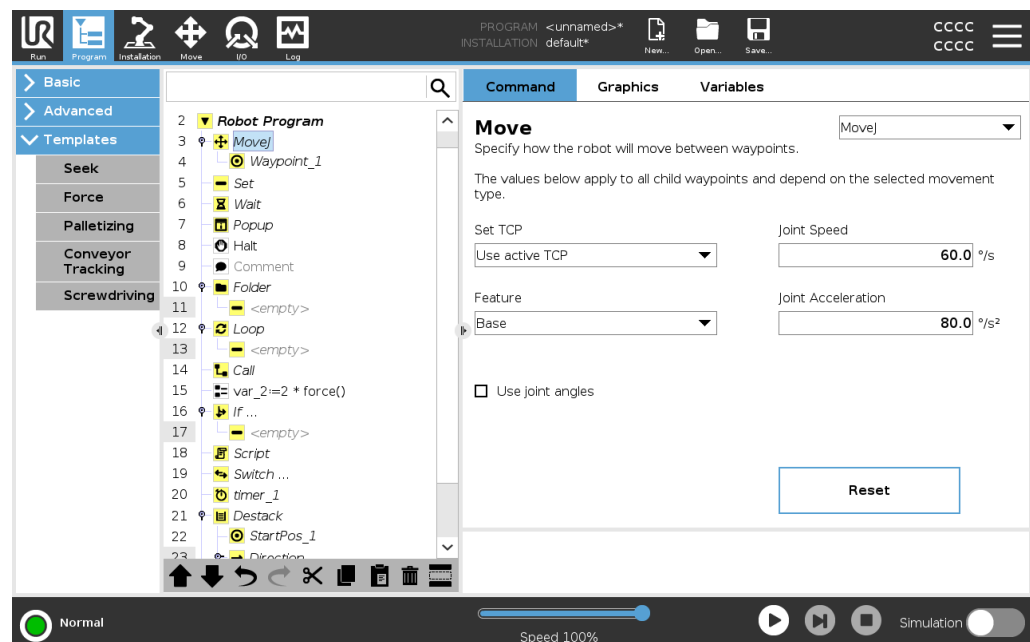 PROGRAM <unnamed>*
INSTALLATION default*
CCCC
CCCC
Run
Program
Installation
Move
I/O
Log
New...
Open...
Save...
Basic
Advanced
Templates
Seek
Force
Palletizing
Conveyor
Tracking
Screwdriving
2 Robot Program
3 MoveJ
4 Waypoint_1
5 Set
6 Wait
7 Popup
8 Halt
9 Comment
10 Folder
11 <empty>
12 Loop
13 <empty>
14 Call
15 var_2:=2 * force()
16 If ...
17 <empty>
18 Script
19 Switch ...
20 timer_1
21 Destack
22 StartPos_1
23 Direction
Command
Graphics
Variables
Move
MoveJ
Specify how the robot will move between waypoints.
The values below apply to all child waypoints and depend on the selected movement
type.
Set TCP
Joint Speed
Use active TCP
60.0 °/s
Feature
Joint Acceleration
Base
80.0 °/s²
Use joint angles
Reset
Normal
Speed 100%
Simulation